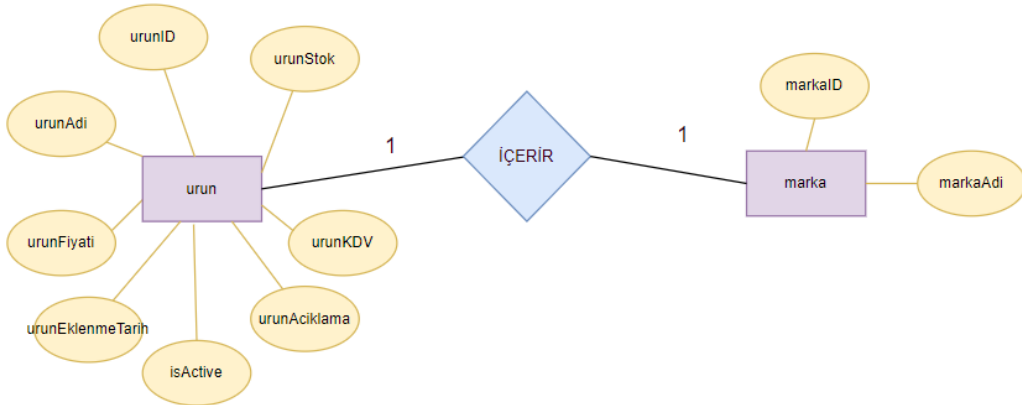 urunID
urunStok
urunAdi
urun
urunFiyati
urunKDV
urunEklenmeTarih
urunAciklama
isActive
1
İÇERİR
1
markaID
marka
markaAdi